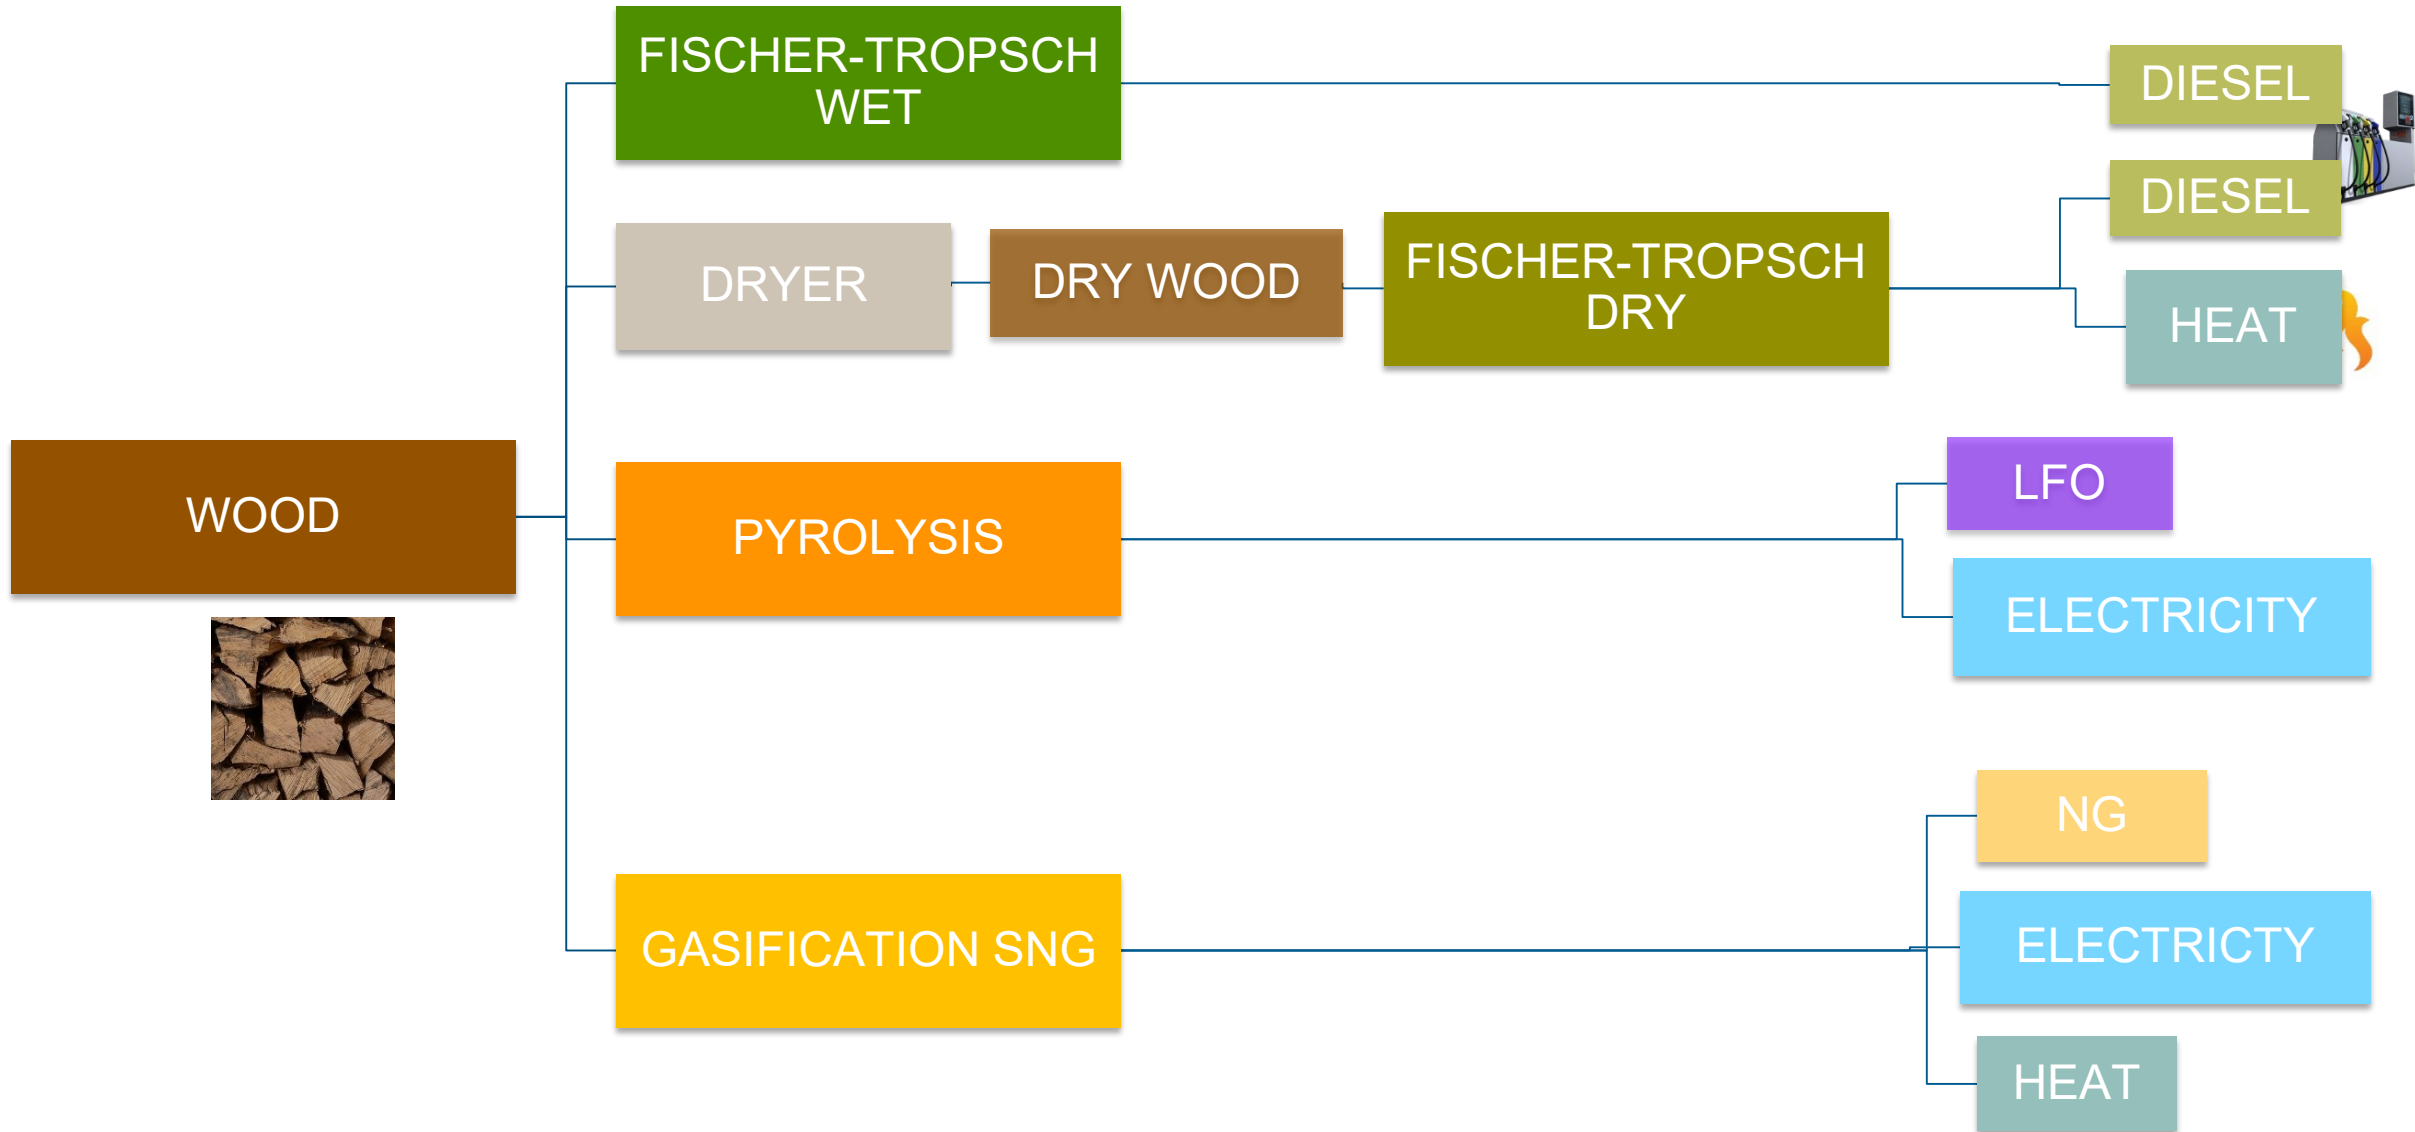 FISCHER-TROPSCH
WET
DIESEL
DIESEL
DRYER
DRY WOOD
FISCHER-TROPSCH
DRY
HEAT
WOOD
PYROLYSIS
LFO
ELECTRICITY
NG
GASIFICATION SNG
ELECTRICTY
HEAT